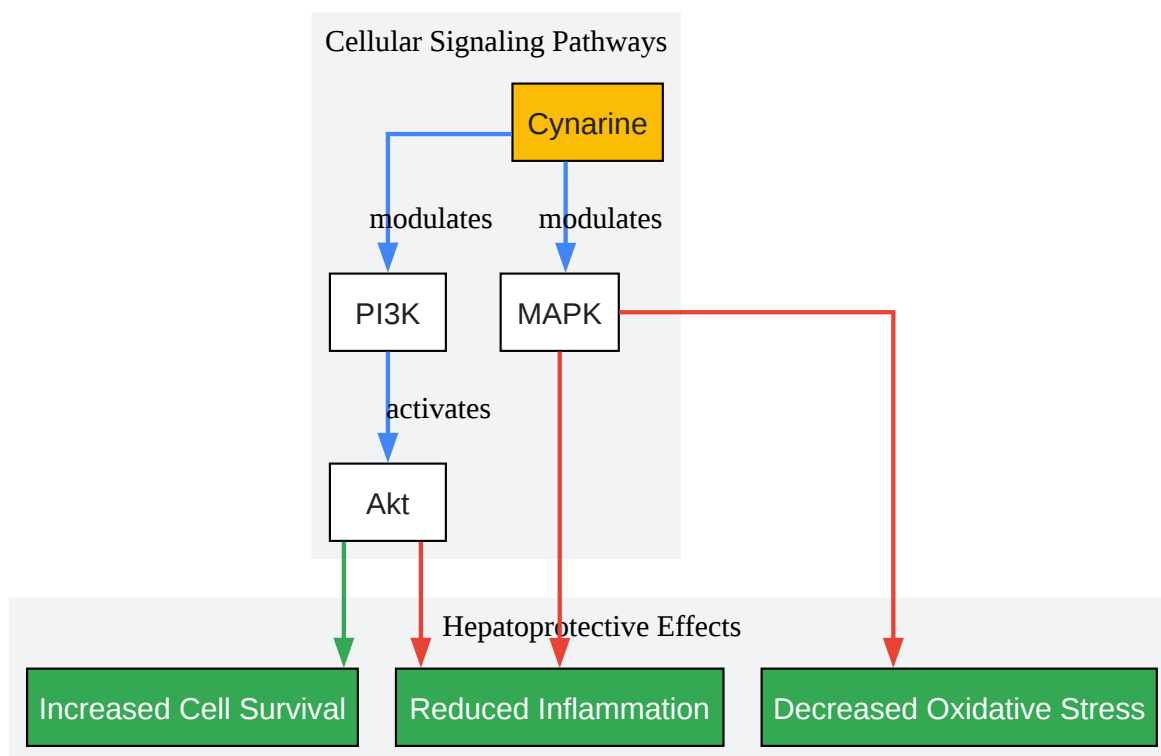 Cellular Signaling Pathways
Cynarine
modulates
modulates
PI3K
MAPK
activates
Akt
Hepatoprotective Effects
Increased Cell Survival
Reduced Inflammation
Decreased Oxidative Stress